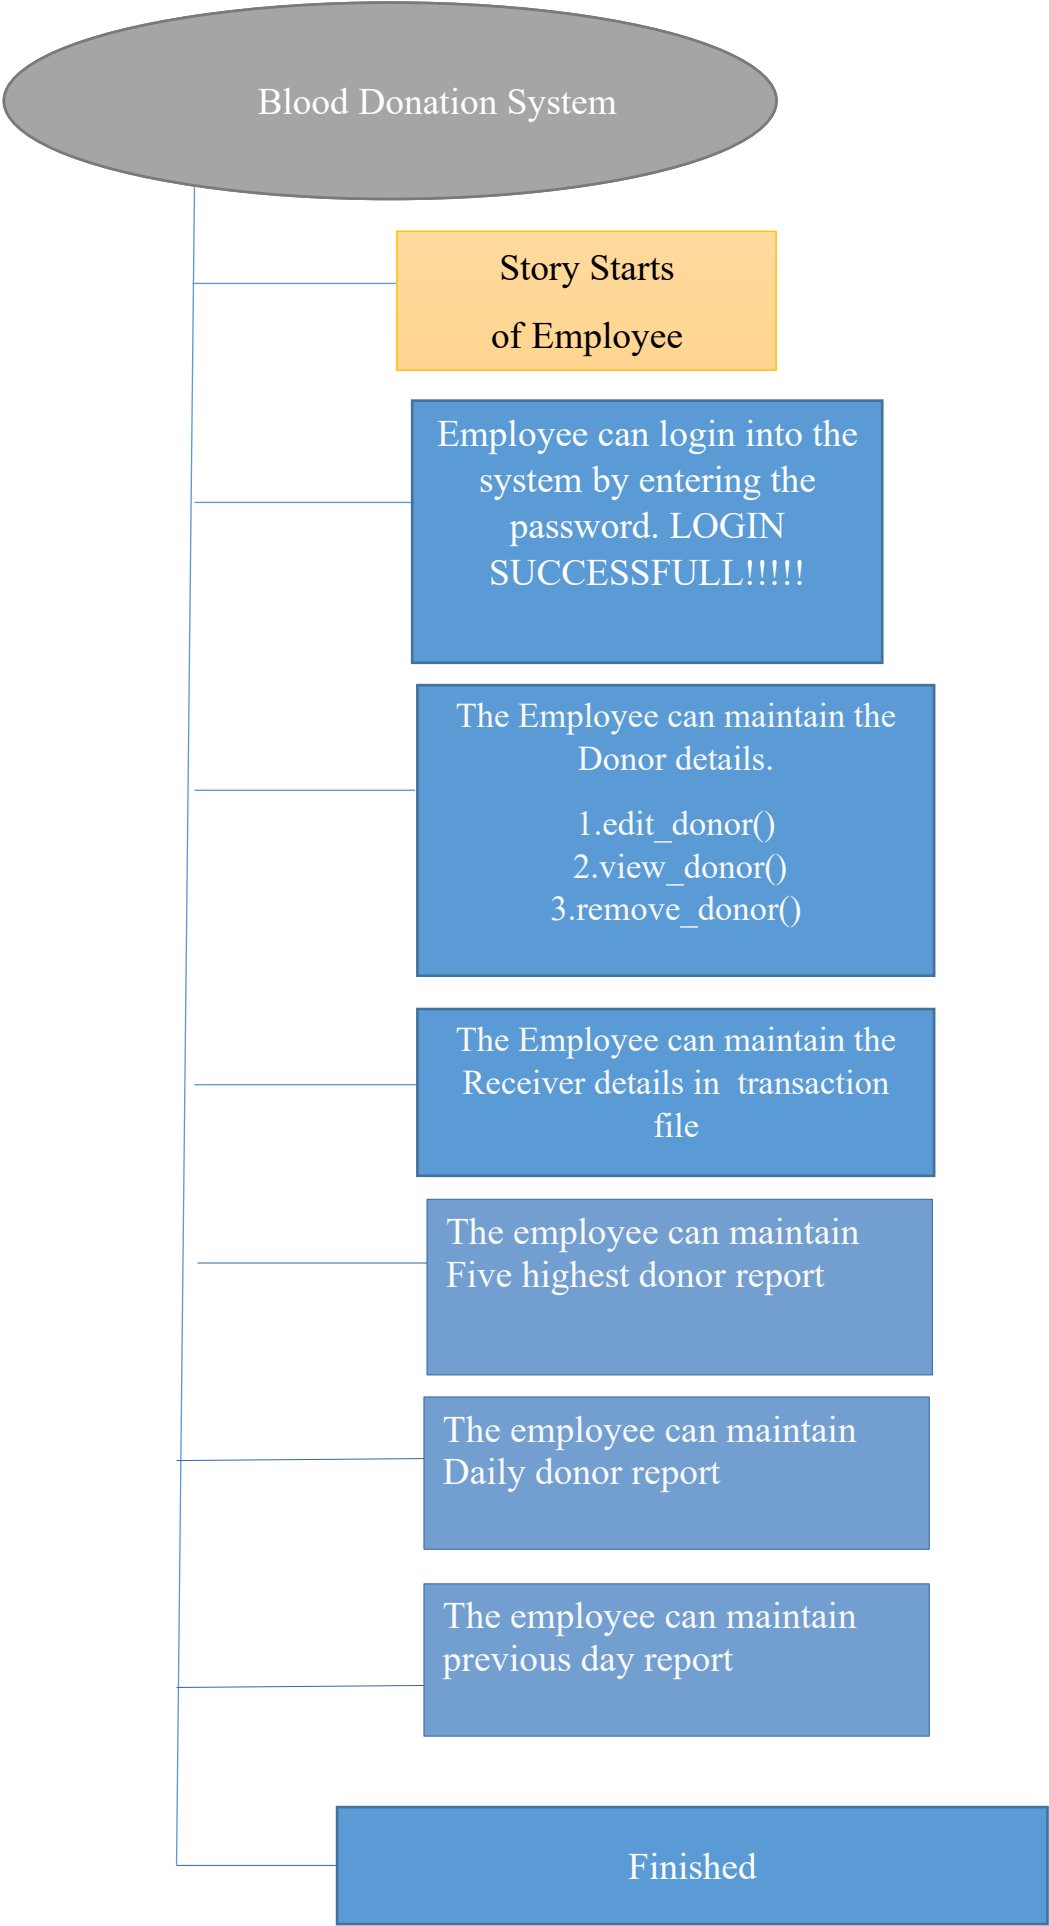 Blood Donation System
Story Starts
of Employee
Employee can login into the
system by entering the
password. LOGIN
SUCCESSFULL!!!!!
The Employee can maintain the
Donor details.
1.edit_donor()
2.view_donor()
3.remove_donor()
The Employee can maintain the
Receiver details in  transaction
file
The employee can maintain
Five highest donor report
The employee can maintain
Daily donor report
The employee can maintain
previous day report
Finished